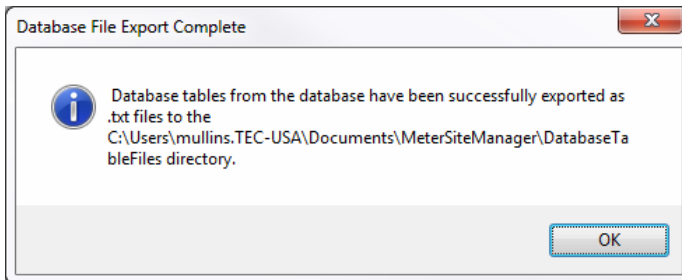 Database File Export Complete
Database tables from the database have been successfully exported as
.txt files to the
C:\Users\mullins.TEC-USA\Documents\MeterSiteManager\DatabaseTa
bleFiles directory.
OK